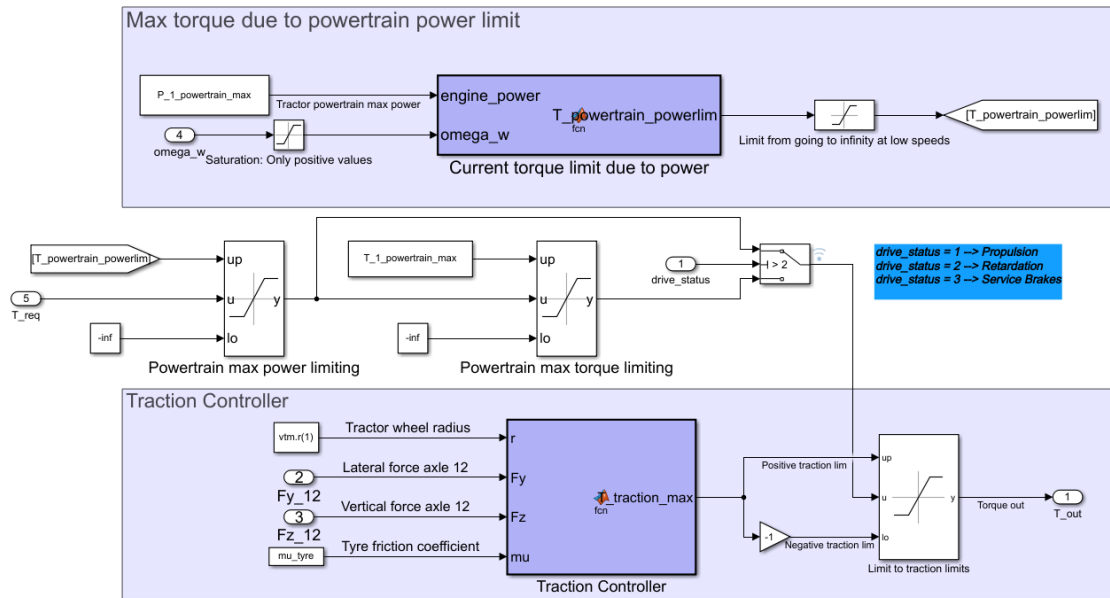 Max torque due to powertrain power limit
P_1_powertrain_max
Tractor powertrain max power
engine_power
T_powertrain_powerlim
fcn
[T_powertrain_powerlim]
4
omega_w
omega_w
Saturation: Only positive values
Limit from going to infinity at low speeds
Current torque limit due to power
[T_powertrain_powerlim]
up
T_1_powertrain_max
up
drive_status = 1 --> Propulsion
1
> 2
drive_status = 2 --> Retardation
drive_status
drive_status = 3 --> Service Brakes
5
u
y
u
y
T_req
-inf
lo
-inf
lo
Powertrain max power limiting
Powertrain max torque limiting
Traction Controller
vtm.r(1)
Tractor wheel radius
r
2
Lateral force axle 12
Fy
Fy_12
Positive traction lim
up
T_traction_max
fcn
u
y
Torque out
1
T_out
3
Vertical force axle 12
Fz
Fz_12
-1
Negative traction lim
lo
mu_tyre
Tyre friction coefficient
mu
Limit to traction limits
Traction Controller